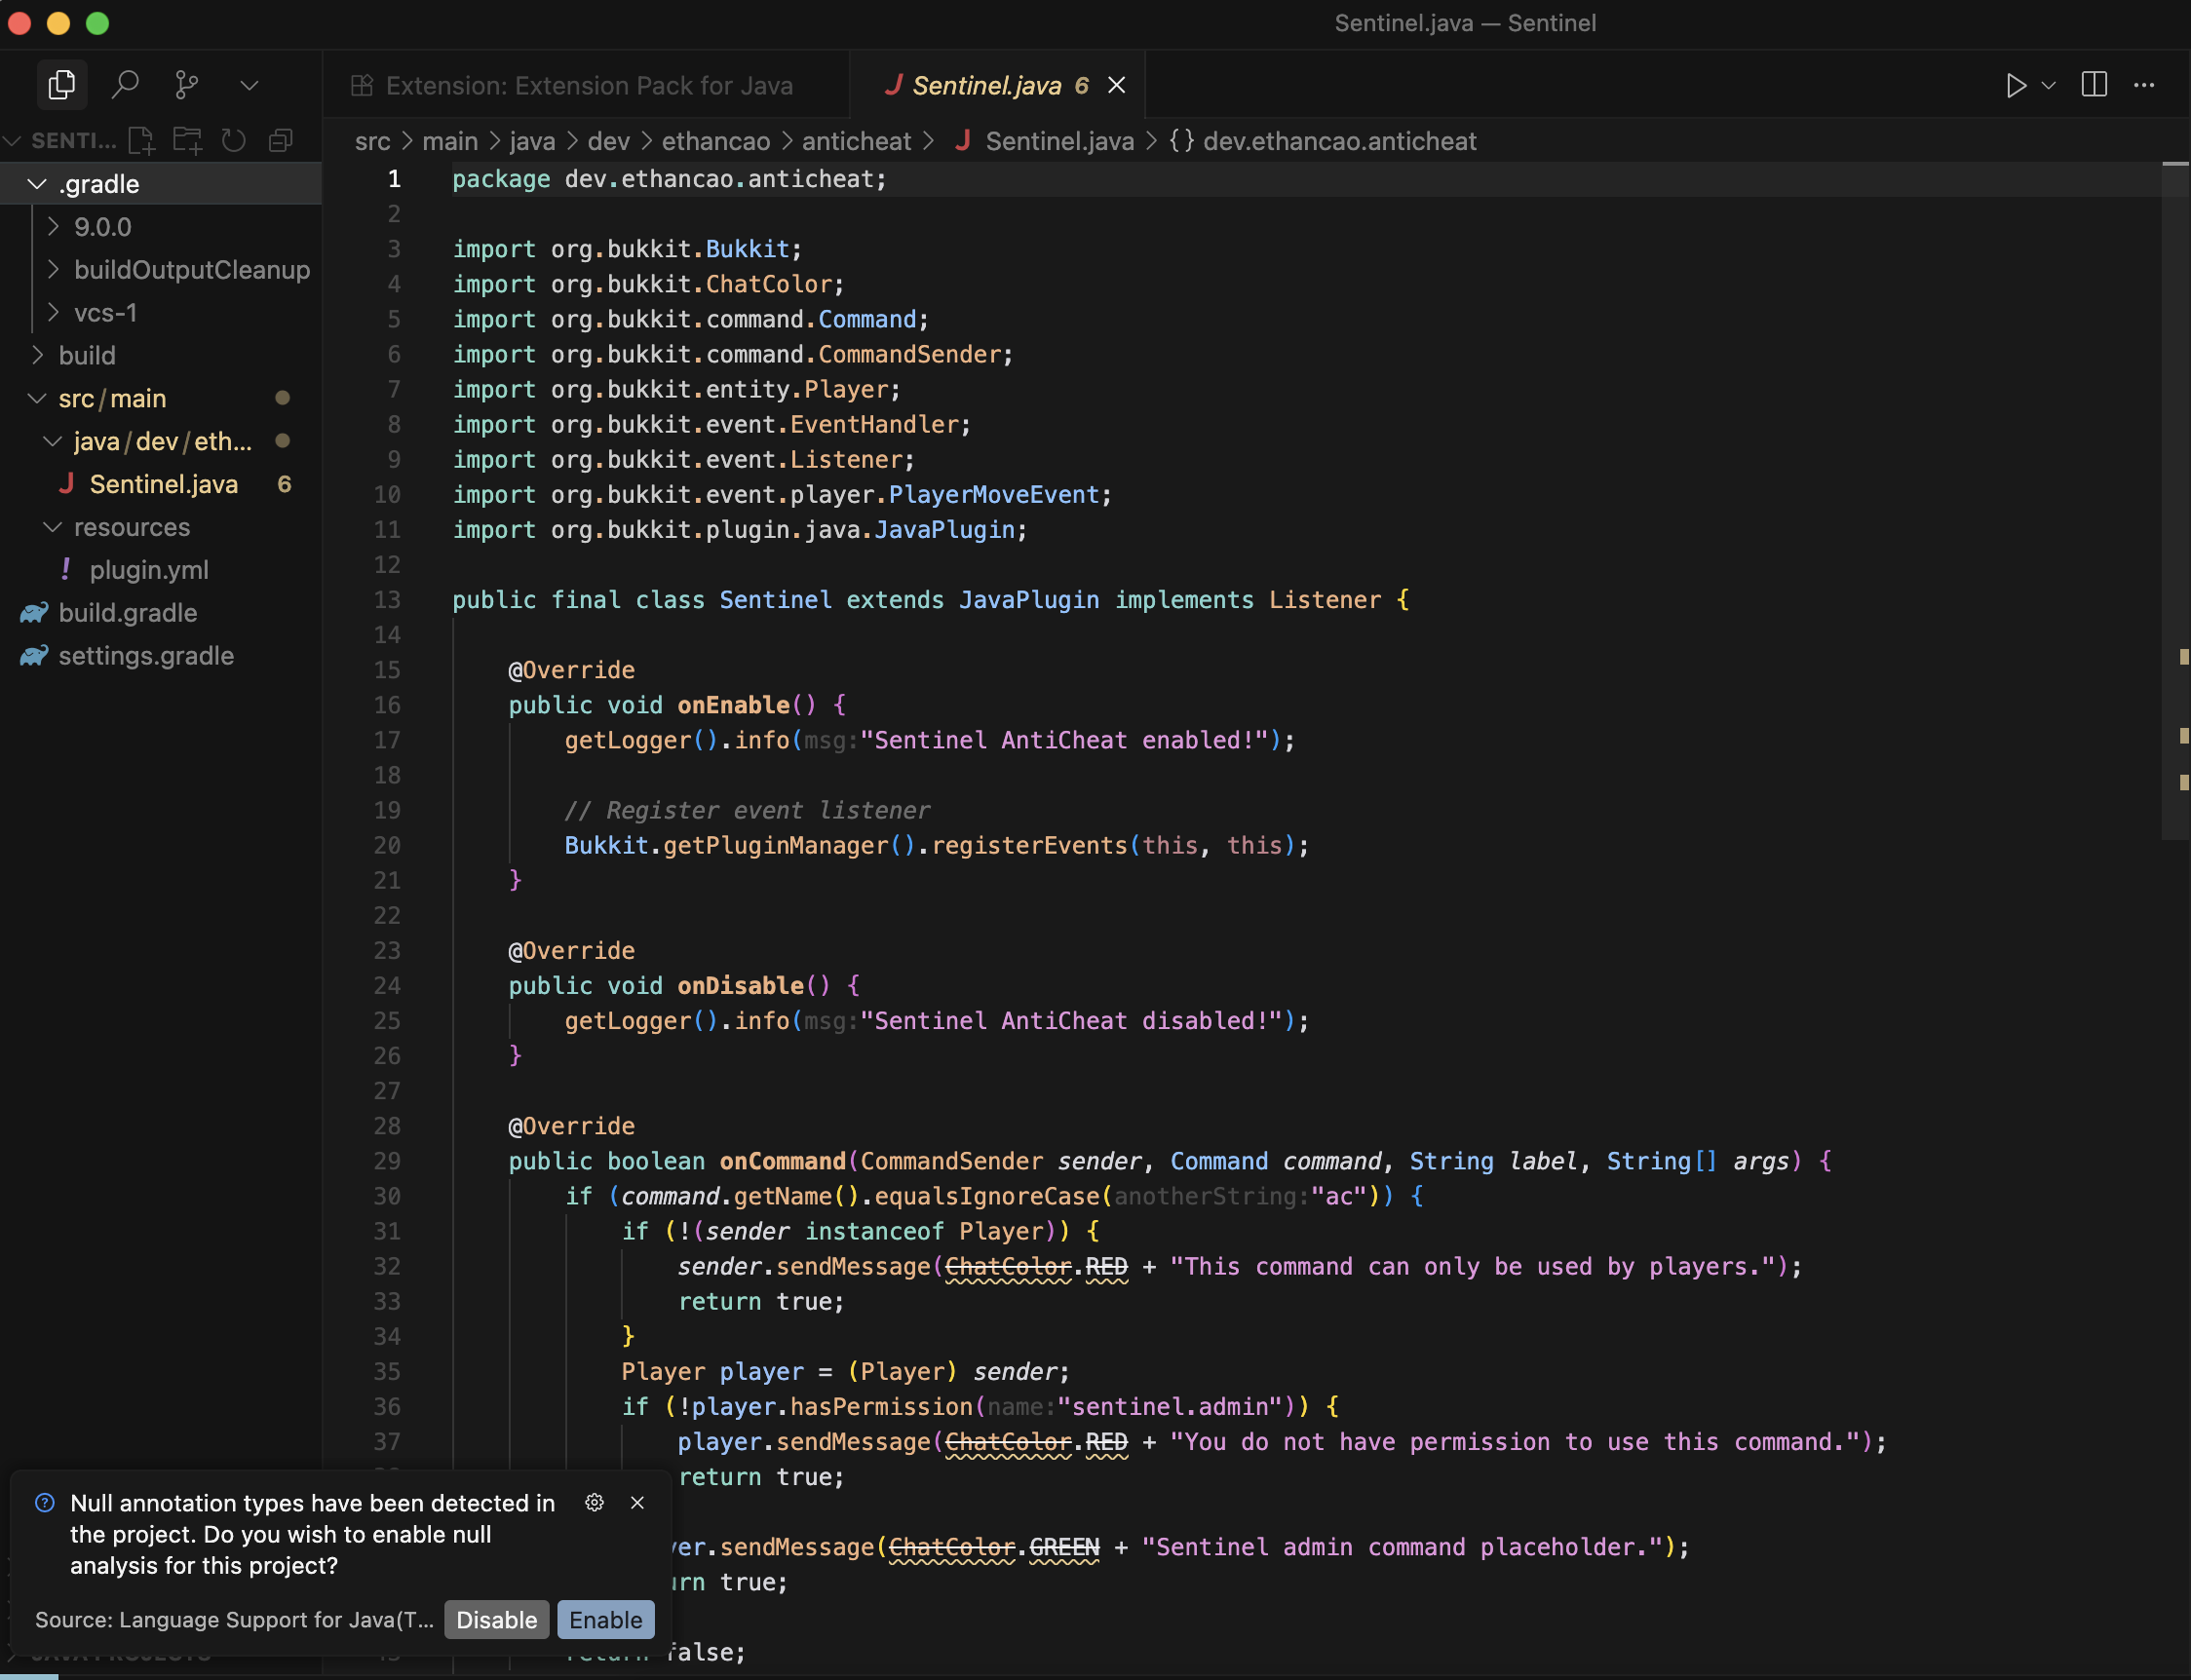 Sentinel.java — Sentinel
Extension: Extension Pack for Java
Sentinel.java 6
SENTI...
src > main > java > dev > ethancao > anticheat > Sentinel.java > {} dev.ethancao.anticheat
.gradle
9.0.0
buildOutputCleanup
vcs-1
build
src/main
java/dev/eth...
Sentinel.java 6
resources
plugin.yml
build.gradle
settings.gradle
1 package dev.ethancao.anticheat;
2
3 import org.bukkit.Bukkit;
4 import org.bukkit.ChatColor;
5 import org.bukkit.command.Command;
6 import org.bukkit.command.CommandSender;
7 import org.bukkit.entity.Player;
8 import org.bukkit.event.EventHandler;
9 import org.bukkit.event.Listener;
10 import org.bukkit.event.player.PlayerMoveEvent;
11 import org.bukkit.plugin.java.JavaPlugin;
12
13 public final class Sentinel extends JavaPlugin implements Listener {
14
15 @Override
16 public void onEnable() {
17 getLogger().info(msg:"Sentinel AntiCheat enabled!");
18
19 // Register event listener
20 Bukkit.getPluginManager().registerEvents(this, this);
21 }
22
23 @Override
24 public void onDisable() {
25 getLogger().info(msg:"Sentinel AntiCheat disabled!");
26 }
27
28 @Override
29 public boolean onCommand(CommandSender sender, Command command, String label, String[] args) {
30 if (command.getName().equalsIgnoreCase(anotherString:"ac")) {
31 if (!(sender instanceof Player)) {
32 sender.sendMessage(ChatColor.RED + "This command can only be used by players.");
33 return true;
34 }
35 Player player = (Player) sender;
36 if (!player.hasPermission(name:"sentinel.admin")) {
37 player.sendMessage(ChatColor.RED + "You do not have permission to use this command.");
return true;
yer.sendMessage(ChatColor.GREEN + "Sentinel admin command placeholder.");
urn true;
return false;
Null annotation types have been detected in
the project. Do you wish to enable null
analysis for this project?
Source: Language Support for Java(T...
Disable
Enable